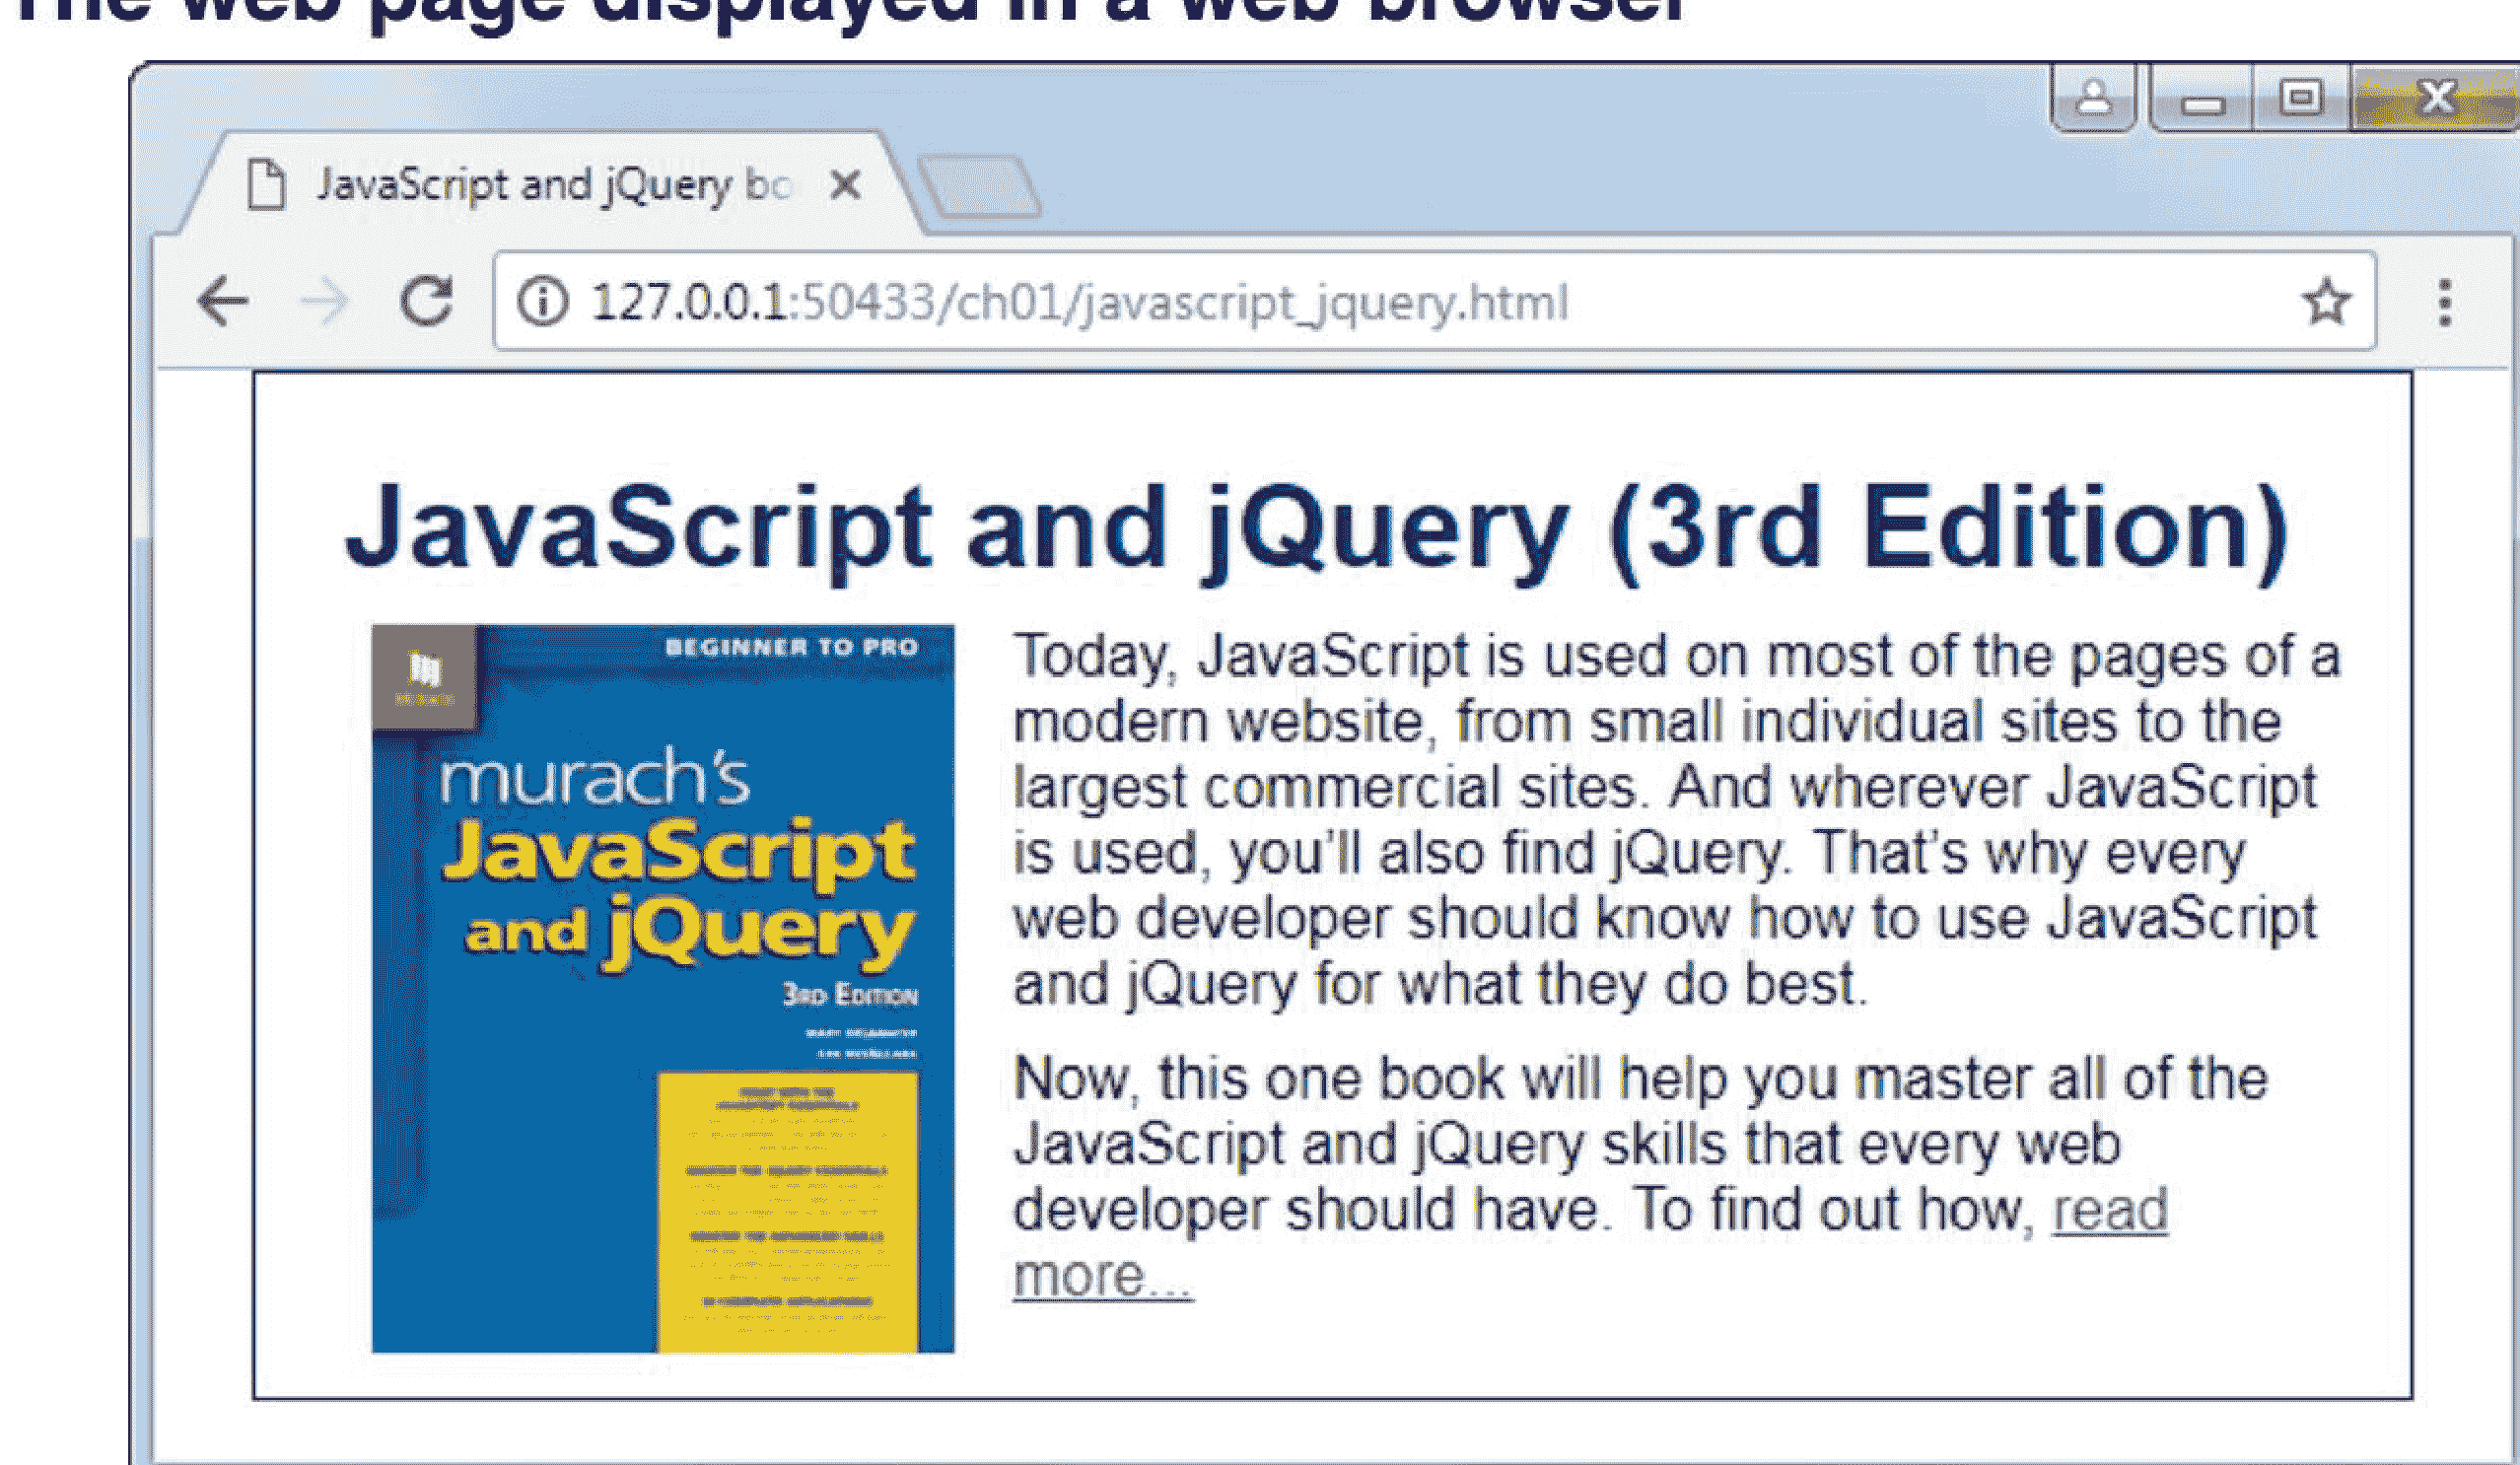 The web page displayed in a web browser
JavaScript and jQuery bo
127.0.0.1:50433/ch01/javascript_jquery.html
JavaScript and jQuery (3rd Edition)
BEGINNER TO PRO
murach's
JavaScript
and jQuery
3RD EDITION
Today, JavaScript is used on most of the pages of a
modern website, from small individual sites to the
largest commercial sites. And wherever JavaScript
is used, you'll also find jQuery. That's why every
web developer should know how to use JavaScript
and jQuery for what they do best.
Now, this one book will help you master all of the
JavaScript and jQuery skills that every web
developer should have. To find out how, read
more...